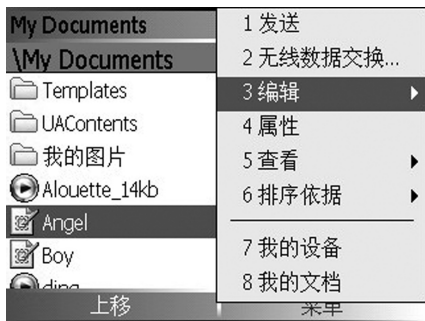 My Documents
\My Documents
Templates
UAContents
我的图片
Alouette_14kb
Angel
Boy
上移
1 发送
2 无线数据交换...
3 编辑
4 属性
5 查看
6 排序依据
7 我的设备
8 我的文档
菜单